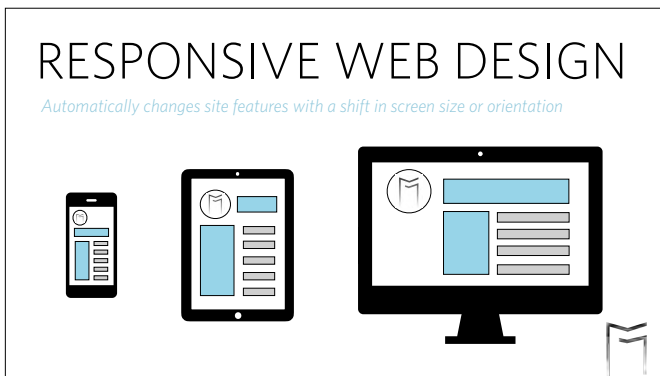 RESPONSIVE WEB DESIGN
Automatically changes site features with a shift in screen size or orientation